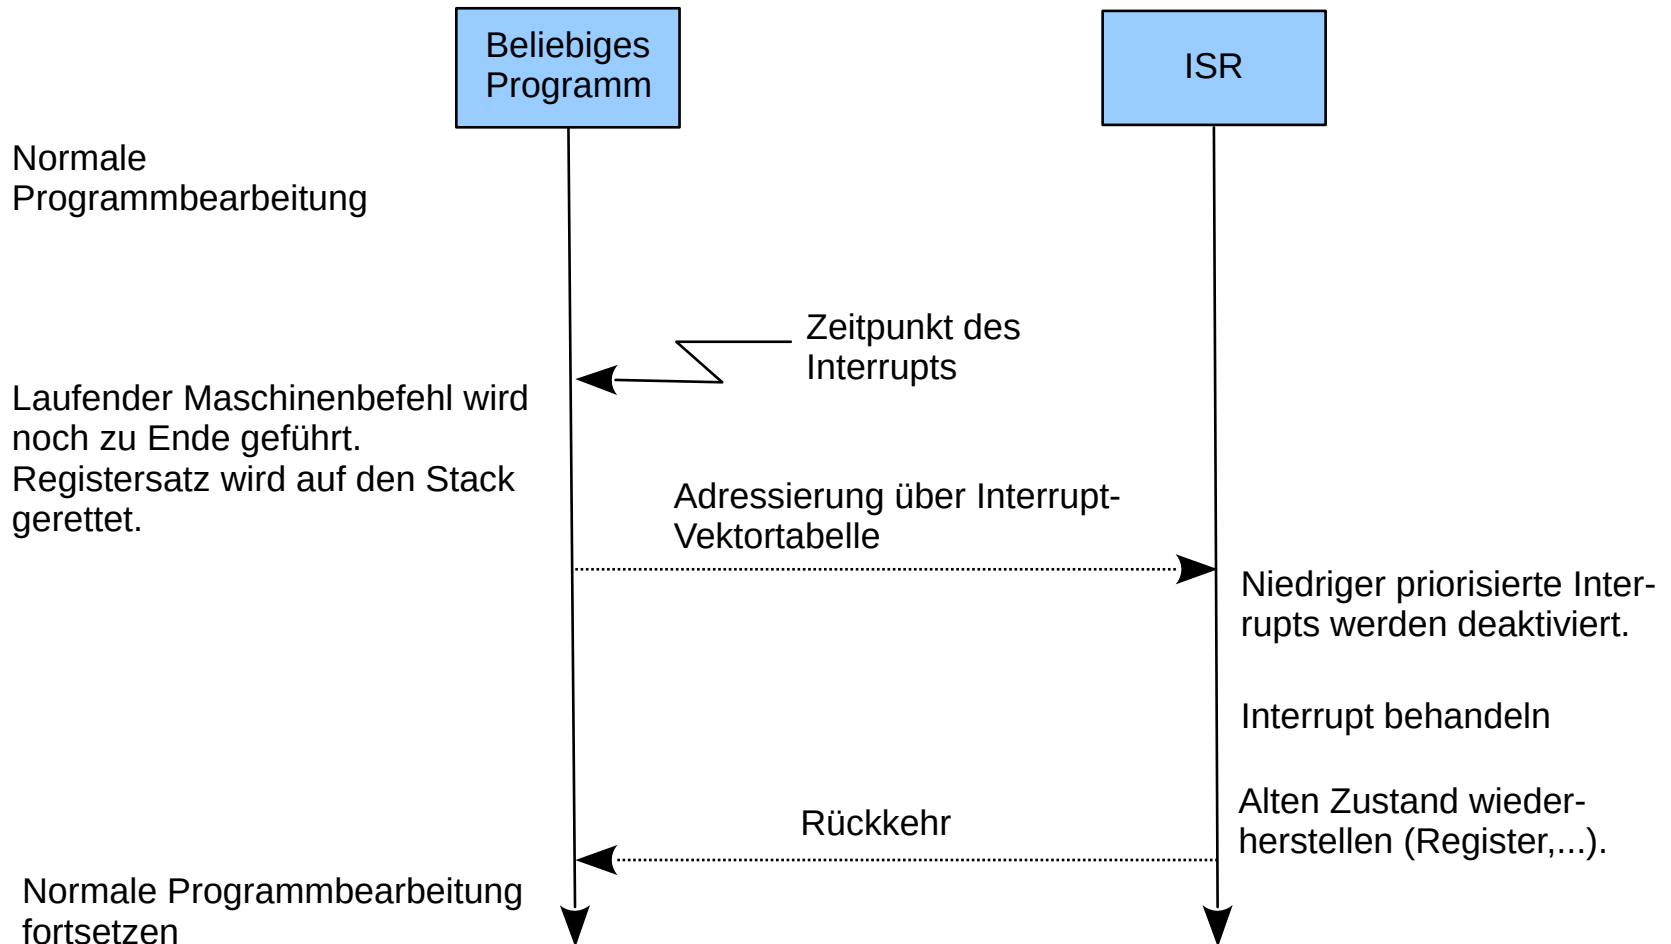 Beliebiges
Programm
ISR
Normale
Programmbearbeitung
Zeitpunkt des
Interrupts
Laufender Maschinenbefehl wird
noch zu Ende geführt.
Registersatz wird auf den Stack
gerettet.
Adressierung über Interrupt-
Vektortabelle
Niedriger priorisierte Inter-
rupts werden deaktiviert.
Interrupt behandeln
Alten Zustand wieder-
herstellen (Register,...).
Rückkehr
Normale Programmbearbeitung
fortsetzen